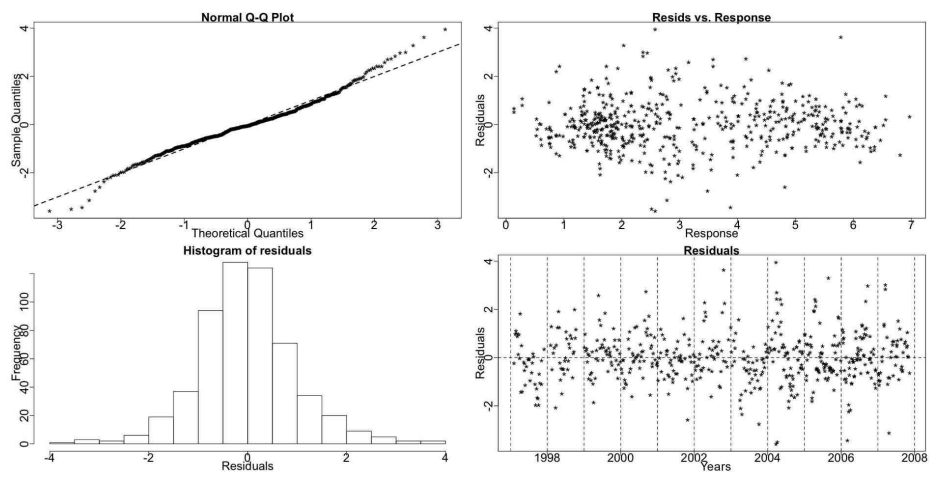 Normal Q-Q Plot
Sample Quantiles
-2 0 2 4
-3 -2 -1 0 1 2 3
Theoretical Quantiles
Resids vs. Response
Residuals
-2 0 2 4
0 1 2 3 4 5 6 7
Response
Histogram of residuals
Frequency
0 20 40 60 80 100
-4 -2 0 2 4
Residuals
Residuals
Residuals
-2 0 2 4
1998 2000 2002 2004 2006 2008
Years